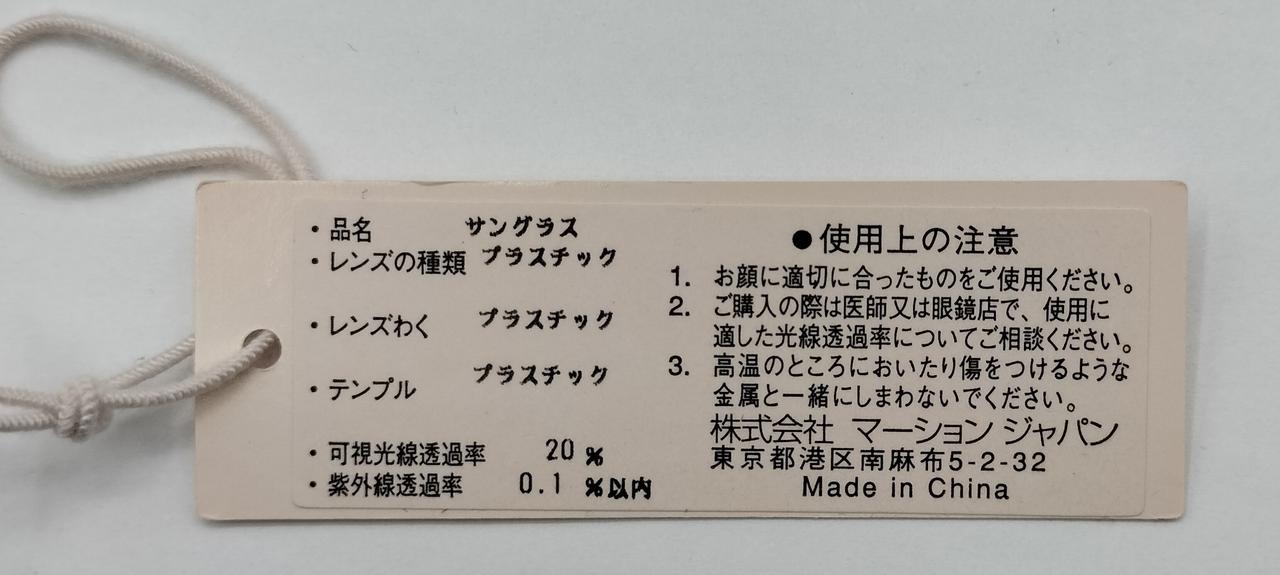 ・品名 サングラス
・レンズの種類 プラスチック
・レンズわく プラスチック
・テンプル プラスチック
・可視光線透過率 20 %
・紫外線透過率 0.1 %以内
●使用上の注意
1. お顔に適切に合ったものをご使用ください。
2. ご購入の際は医師又は眼鏡店で、使用に
適した光線透過率についてご相談ください。
3. 高温のところにおいたり傷をつけるような
金属と一緒にしまわないでください。
株式会社 マーション ジャパン
東京都港区南麻布5-2-32
Made in China